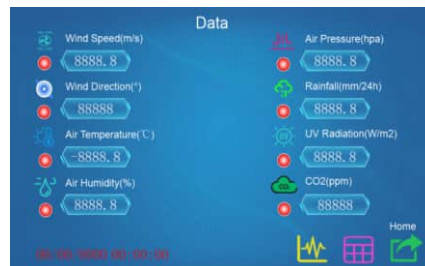 Data
Wind Speed(m/s)
8888.8
Wind Direction(°)
88888
Air Temperature(℃)
-8888.8
Air Humidity(%)
8888.8
Air Pressure(hpa)
8888.8
Rainfall(mm/24h)
8888.8
UV Radiation(W/m2)
8888.8
CO2(ppm)
88888
Home